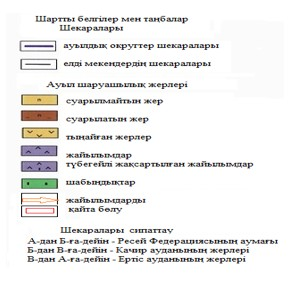 Шартты белгілер мен таңбалар
Шекаралары
ауылдық округтер шекаралары
елді мекендердің шекаралары
Ауыл шаруашылық жерлері
суарылмайтын жер
суарылатын жер
тыңайған жерлер
жайылымдар
түбегейлі жақсартылған жайылымдар
шабындықтар
жайылымдарды
қайта бөлу
Шекаралары сипаттау
А-дан Б-ға-дейін - Ресей Федерациясының аумағы
Б-дан В-ға-дейін - Качир ауданының жерлері
В-дан А-ға-дейін - Ертіс ауданының жерлері